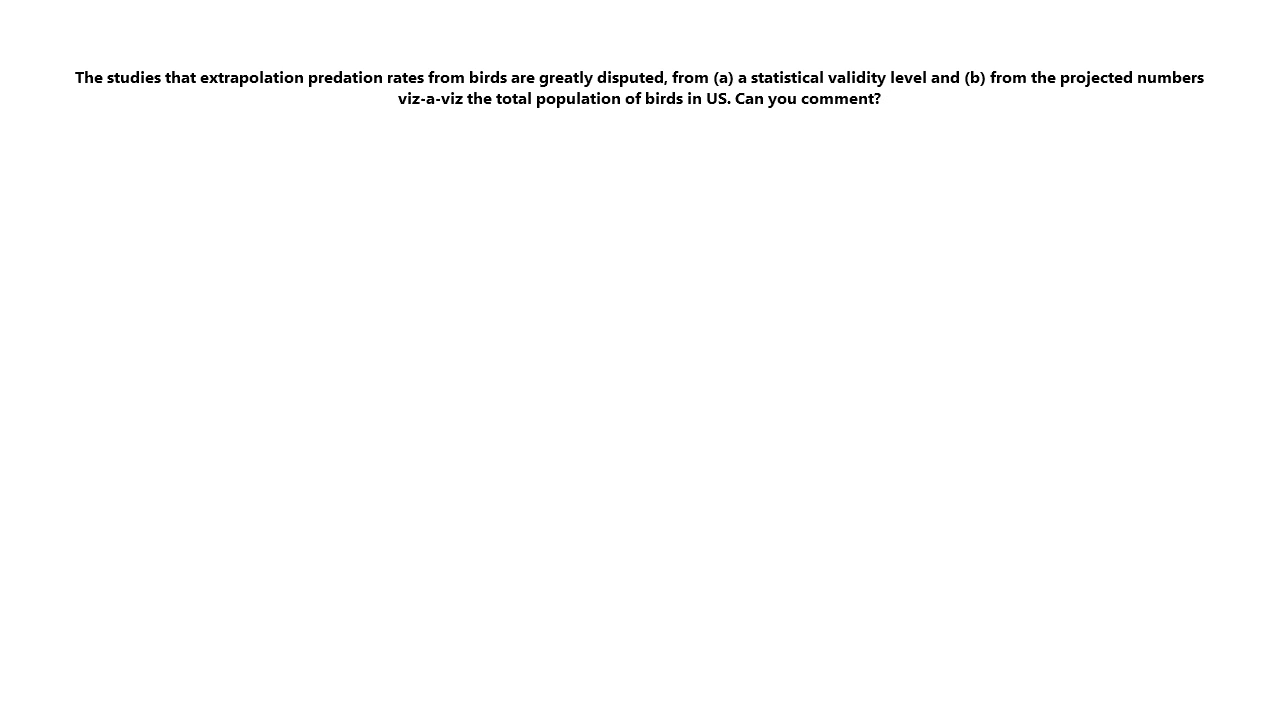 The studies that extrapolation predation rates from birds are greatly disputed, from (a) a statistical validity level and (b) from the projected numbers
viz-a-viz the total population of birds in US. Can you comment?